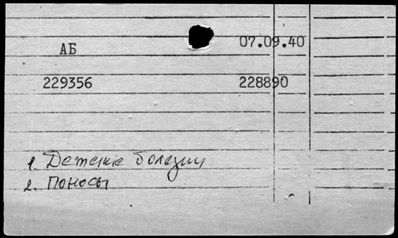 АБ 07.09.40
229356 228890
1. Детские болезни
2. Поносы